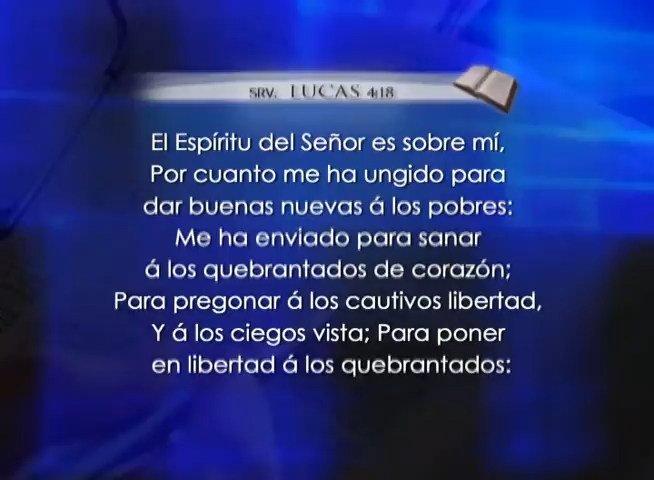 SRV. LUCAS 4:18
El Espíritu del Señor es sobre mí,
Por cuanto me ha ungido para
dar buenas nuevas á los pobres:
Me ha enviado para sanar
á los quebrantados de corazón;
Para pregonar á los cautivos libertad,
Y á los ciegos vista; Para poner
en libertad á los quebrantados: